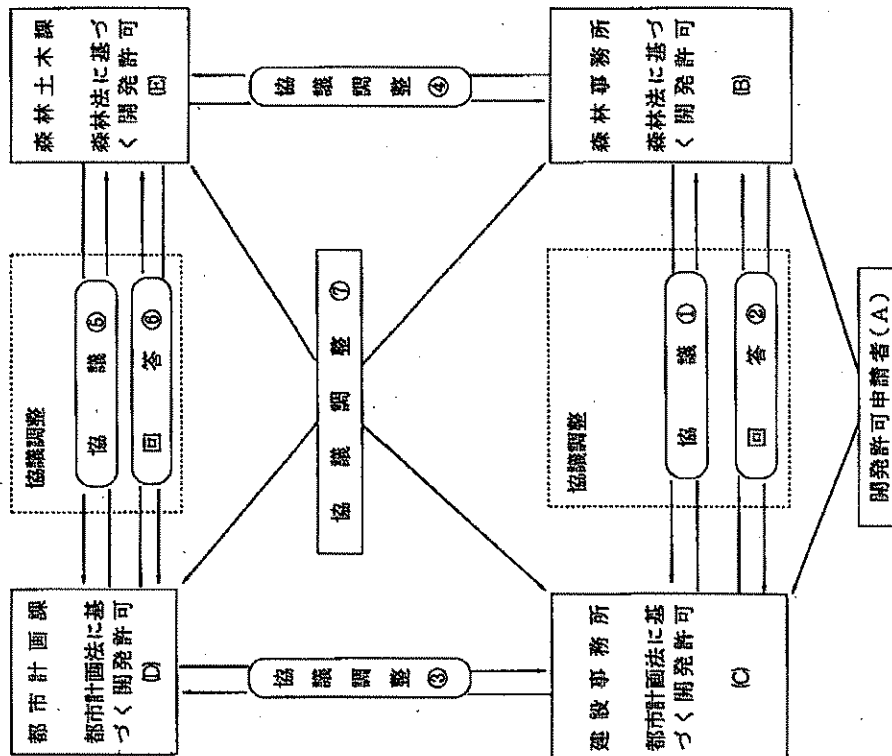 都市計画課
都市計画法に基
づく開発許可
(D)
協議調整
協議⑤
回答⑥
森林土木課
森林法に基づ
く開発許可
(E)
協議調整③
協議調整⑦
協議調整④
建設事務所
都市計画法に基
づく開発許可
(C)
協議調整
協議①
回答②
森林事務所
森林法に基づ
く開発許可
(B)
開発許可申請者(A)